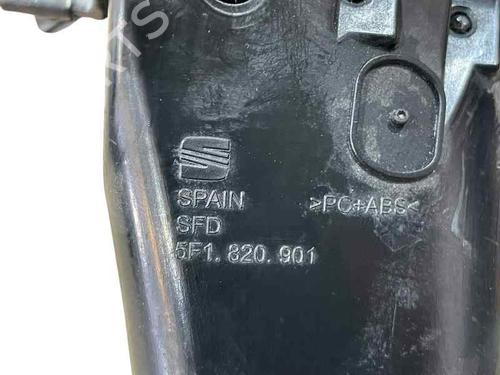 SPAIN
>PC+ABS<
SFD
5F1. 820. 901